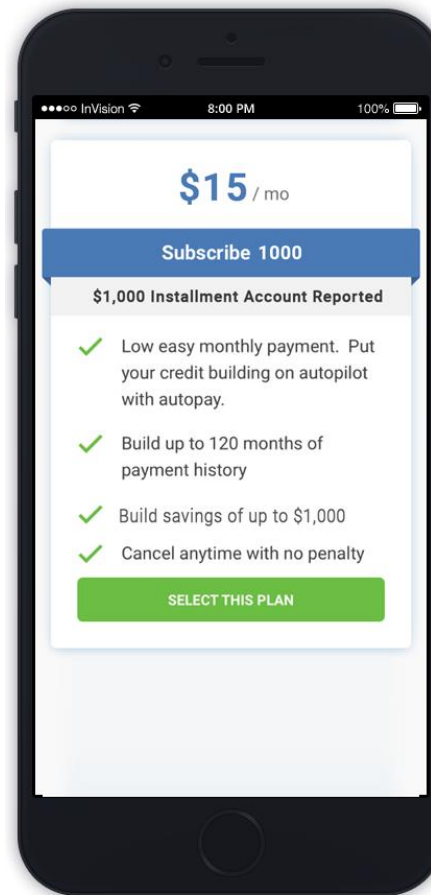 InVision 8:00 PM 100%
$15 / mo
Subscribe 1000
$1,000 Installment Account Reported
Low easy monthly payment. Put
your credit building on autopilot
with autopay.
Build up to 120 months of
payment history
Build savings of up to $1,000
Cancel anytime with no penalty
SELECT THIS PLAN